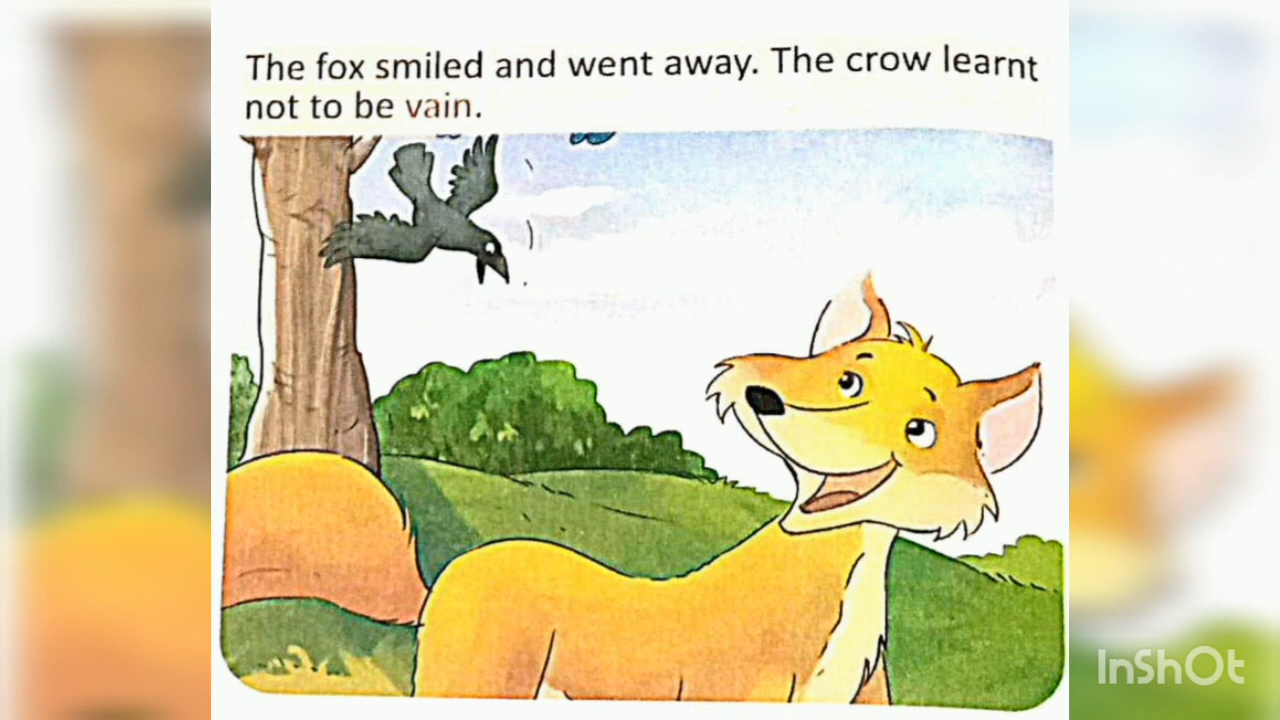 The fox smiled and went away. The crow learnt
not to be vain.
InShOt